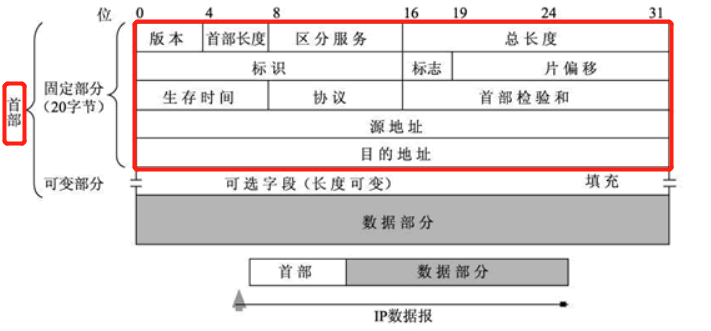 位 0 4 8 16 19 24 31
版本 首部长度 区分服务 总长度
标识 标志 片偏移
生存时间 协议 首部检验和
源地址
目的地址
首部
固定部分
(20字节)
可变部分 可选字段(长度可变) 填充
数据部分
首部 数据部分
IP数据报